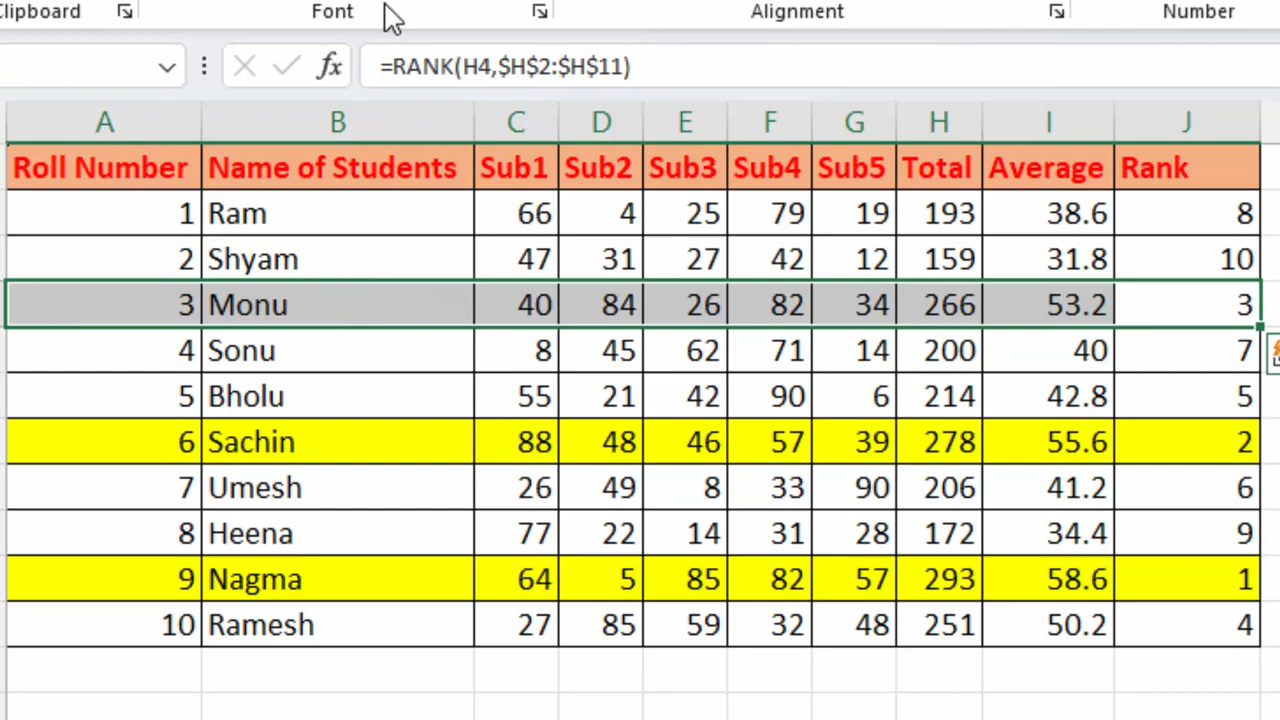 Clipboard Font Alignment Number
fx =RANK(H4,$H$2:$H$11)
A B C D E F G H I J
Roll Number Name of Students Sub1 Sub2 Sub3 Sub4 Sub5 Total Average Rank
1 Ram 66 4 25 79 19 193 38.6 8
2 Shyam 47 31 27 42 12 159 31.8 10
3 Monu 40 84 26 82 34 266 53.2 3
4 Sonu 8 45 62 71 14 200 40 7
5 Bholu 55 21 42 90 6 214 42.8 5
6 Sachin 88 48 46 57 39 278 55.6 2
7 Umesh 26 49 8 33 90 206 41.2 6
8 Heena 77 22 14 31 28 172 34.4 9
9 Nagma 64 5 85 82 57 293 58.6 1
10 Ramesh 27 85 59 32 48 251 50.2 4